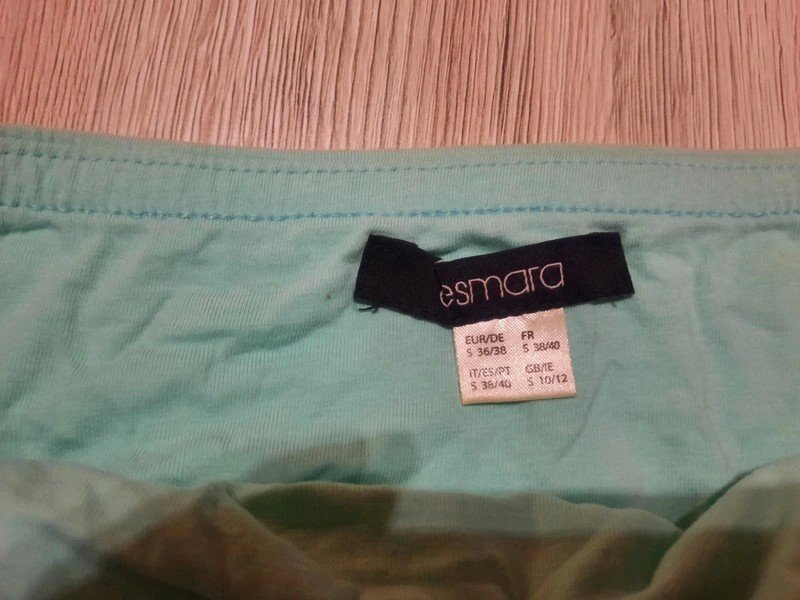 esmara
EUR/DE FR
S 36/38 S 38/40
IT/ES/PT GB/IE
S 38/40 S 10/12